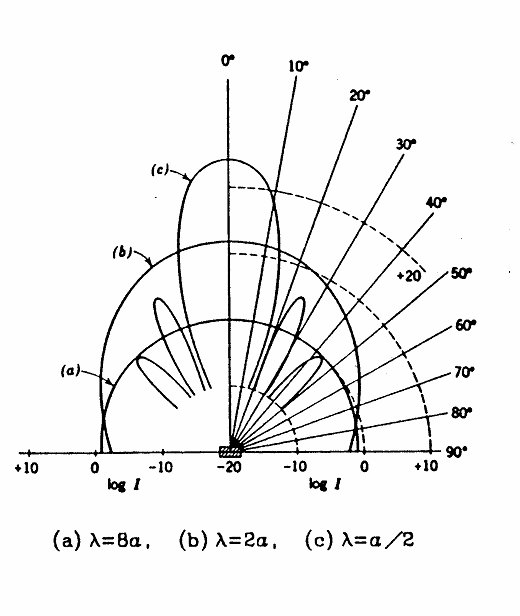 0°
10°
20°
30°
40°
50°
60°
70°
80°
90°
(c)
(b)
(a)
+20
+10 0 -10 -20 -10 0 +10
log I log I
(a) λ=8a, (b) λ=2a, (c) λ=a/2